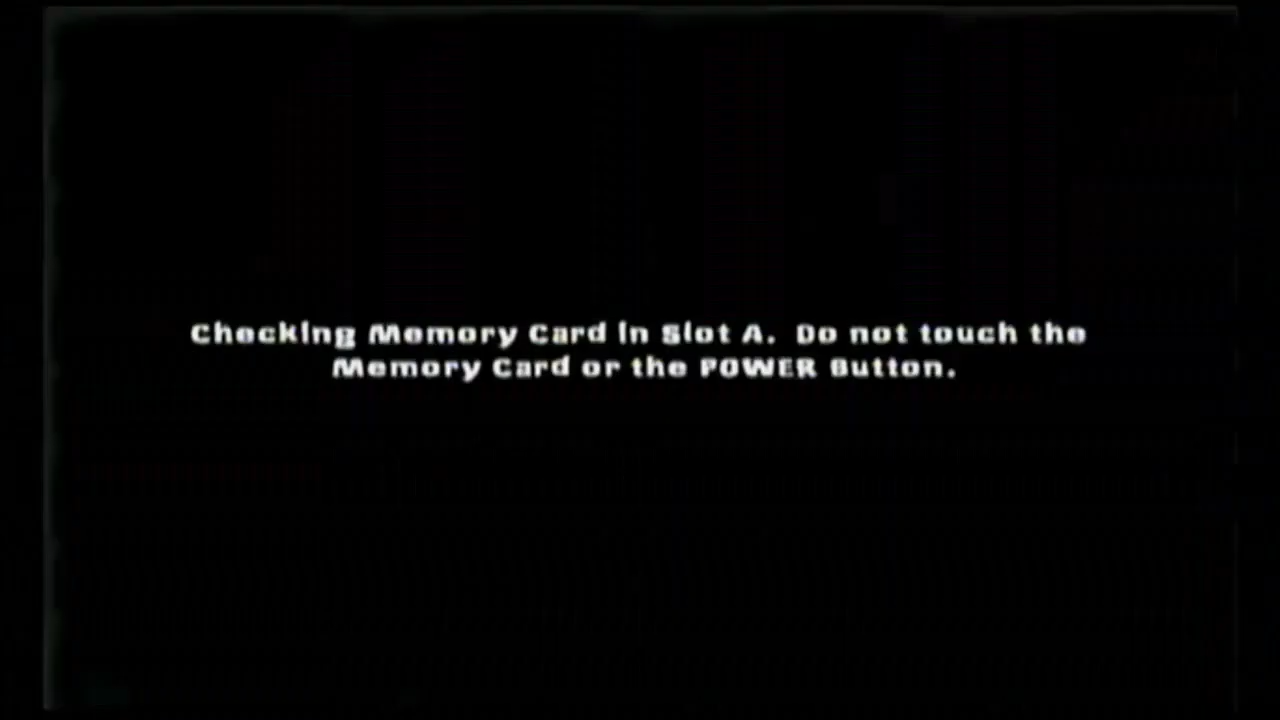 Checking Memory Card in Slot A.  Do not touch the
Memory Card or the POWER Button.